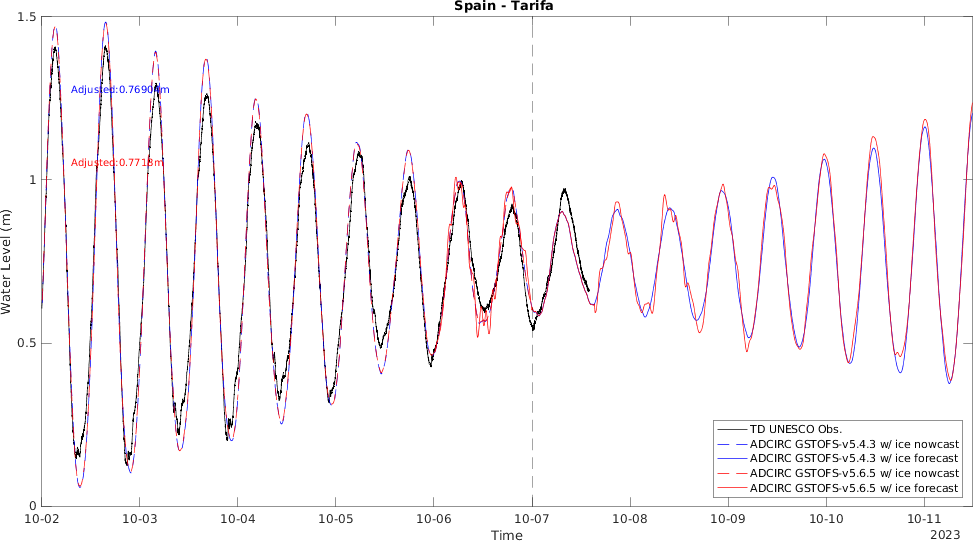 Spain - Tarifa
1.5
1
0.5
0
Water Level (m)
Adjusted:0.7690
Adjusted:0.7718m
TD UNESCO Obs.
ADCIRC GSTOFS-v5.4.3 w/ ice nowcast
ADCIRC GSTOFS-v5.4.3 w/ ice forecast
ADCIRC GSTOFS-v5.6.5 w/ ice nowcast
ADCIRC GSTOFS-v5.6.5 w/ ice forecast
10-02 10-03 10-04 10-05 10-06 10-07 10-08 10-09 10-10 10-11
Time
2023